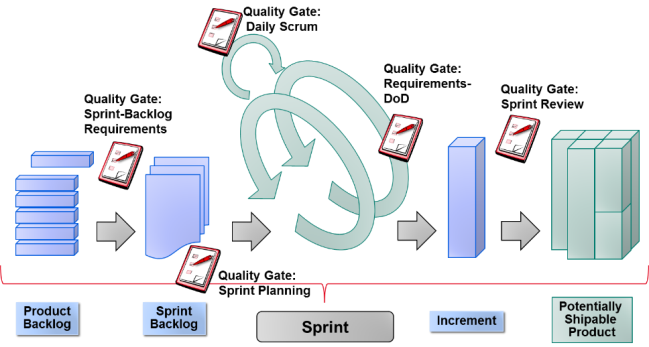 Quality Gate:
Daily Scrum
Quality Gate:
Sprint-Backlog
Requirements
Quality Gate:
Requirements-
DoD
Quality Gate:
Sprint Review
Quality Gate:
Sprint Planning
Product
Backlog
Sprint
Backlog
Sprint
Increment
Potentially
Shipable
Product